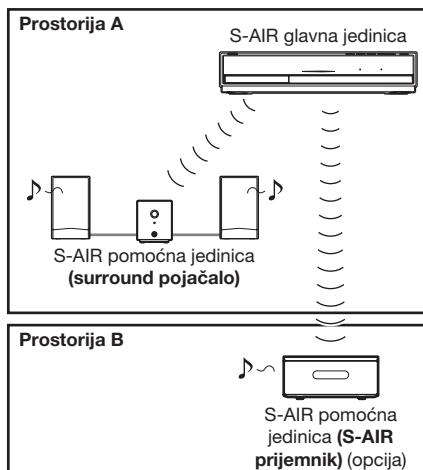 Prostorija A
S-AIR glavna jedinica
S-AIR pomoćna jedinica
(surround pojačalo)
Prostorija B
S-AIR pomoćna
jedinica (S-AIR
prijemnik) (opcija)